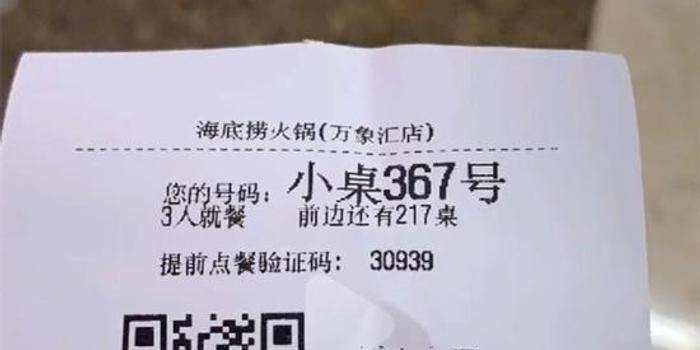 海底捞火锅(万象汇店)
您的号码: 小桌367号
3人就餐 前边还有217桌
提前点餐验证码: 30939